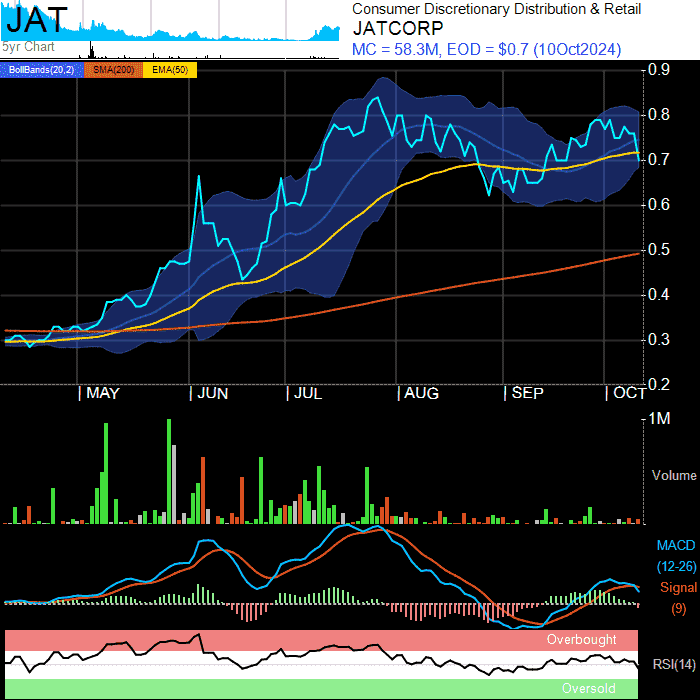 JAT
5yr Chart
Consumer Discretionary Distribution & Retail
JATCORP
MC = 58.3M, EOD = $0.7 (10Oct2024)
BollBands(20,2) SMA(200) EMA(50)
0.9
0.8
0.7
0.6
0.5
0.4
0.3
0.2
| MAY | JUN | JUL | AUG | SEP | OCT
1M
Volume
MACD
(12-26)
Signal
(9)
Overbought
RSI(14)
Oversold